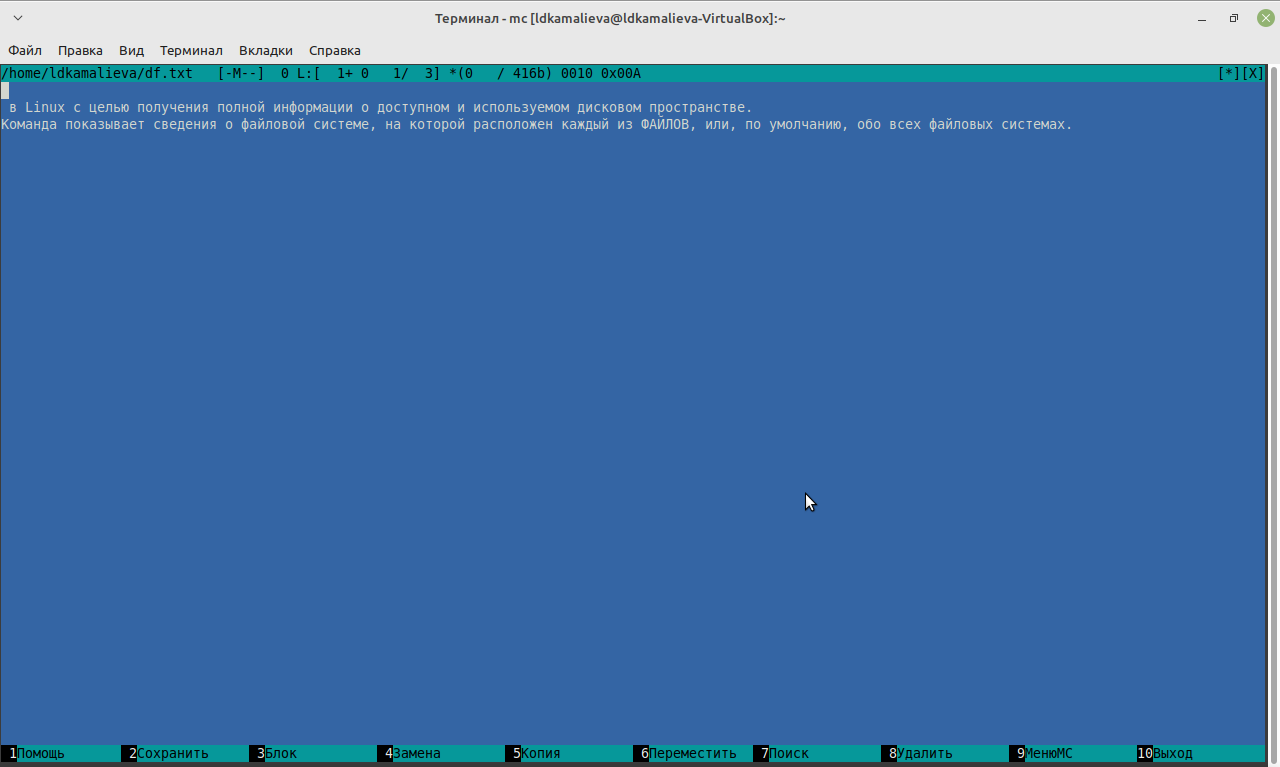 Терминал - mc [ldkamalieva@ldkamalieva-VirtualBox]:~
Файл Правка Вид Терминал Вкладки Справка
/home/ldkamalieva/df.txt   [-M--]  0 L:[  1+ 0   1/  3] *(0   / 416b) 0010 0x00A [*][X]
в Linux с целью получения полной информации о доступном и используемом дисковом пространстве.
Команда показывает сведения о файловой системе, на которой расположен каждый из ФАЙЛОВ, или, по умолчанию, обо всех файловых системах.
1Помощь 2Сохранить 3Блок 4Замена 5Копия 6Переместить 7Поиск 8Удалить 9МенюМС 10Выход